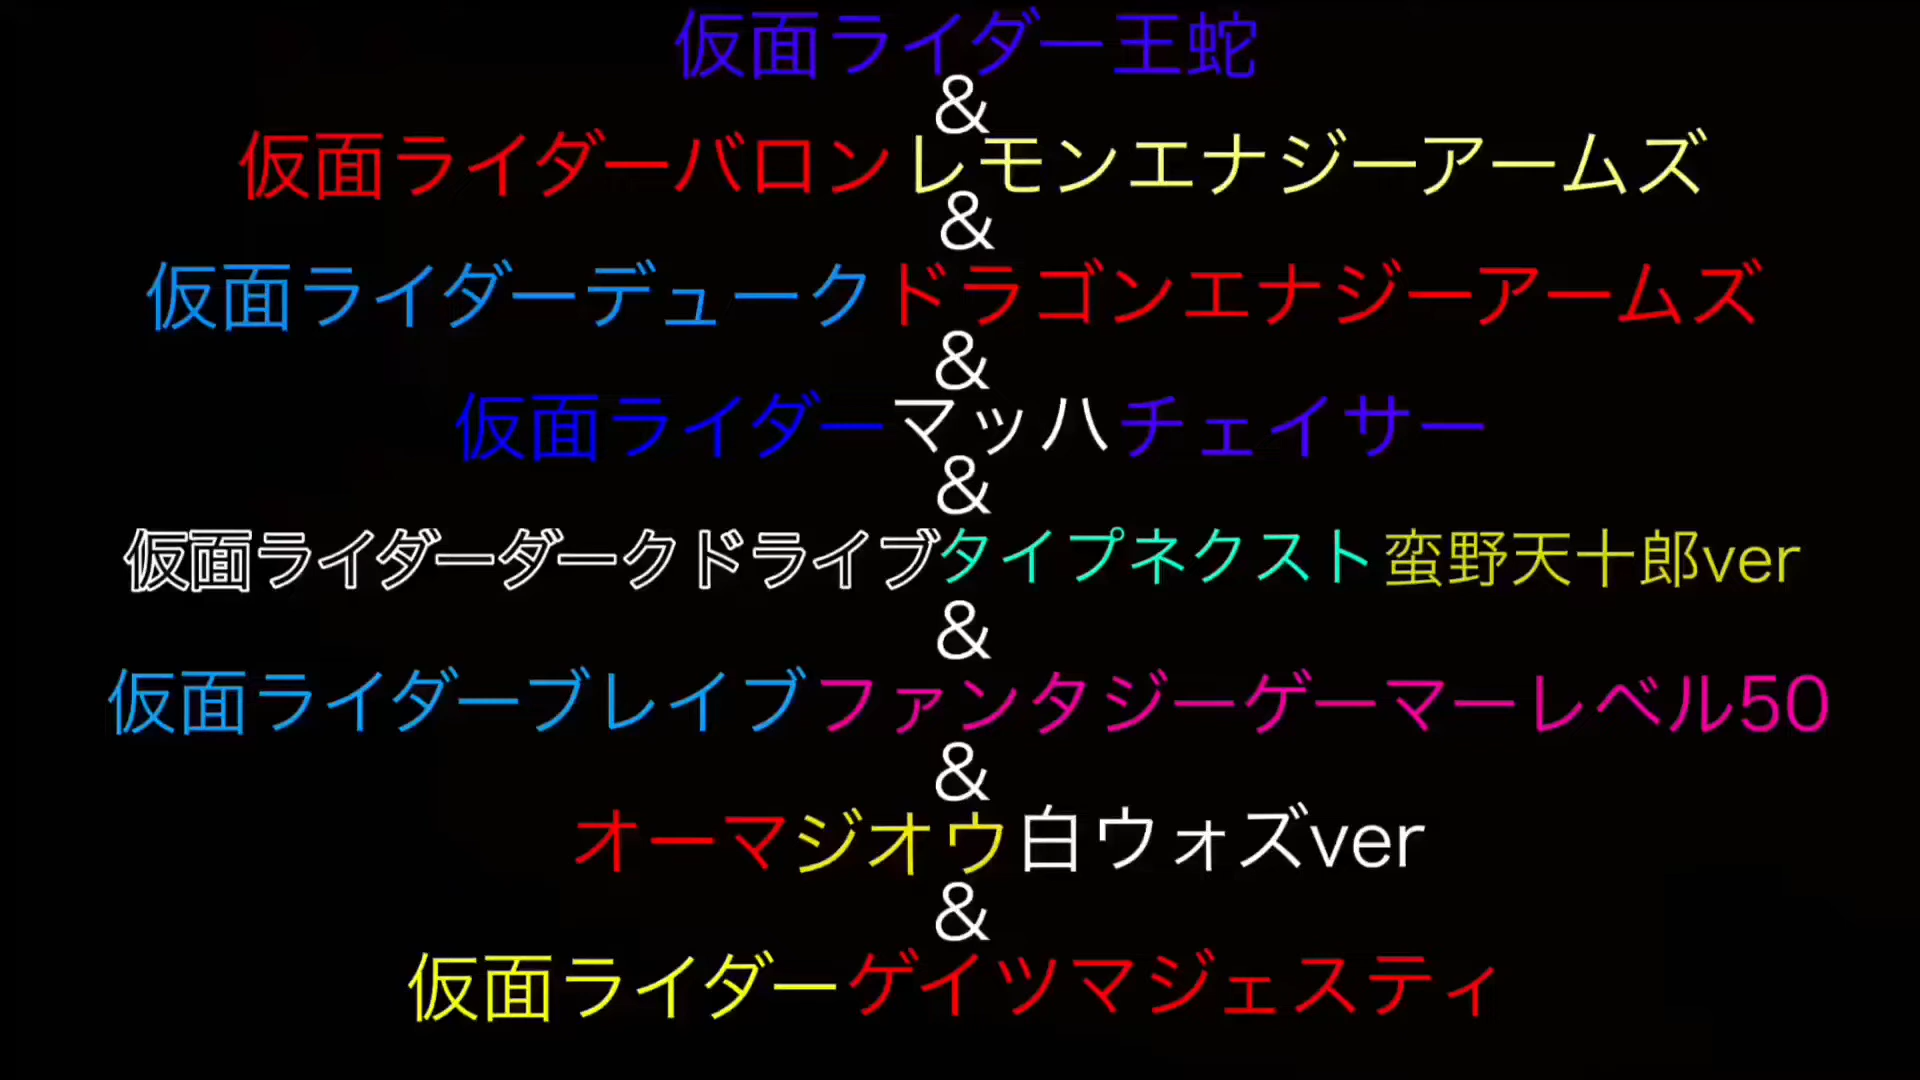 仮面ライダー王蛇
&
仮面ライダーバロンレモンエナジーアームズ
&
仮面ライダーデュークドラゴンエナジーアームズ
&
仮面ライダーマッハチェイサー
&
仮面ライダーダークドライブタイプネクスト蛮野天十郎ver
&
仮面ライダーブレイブファンタジーゲーマーレベル50
&
オーマジオウ白ウォズver
&
仮面ライダーゲイツマジェスティ